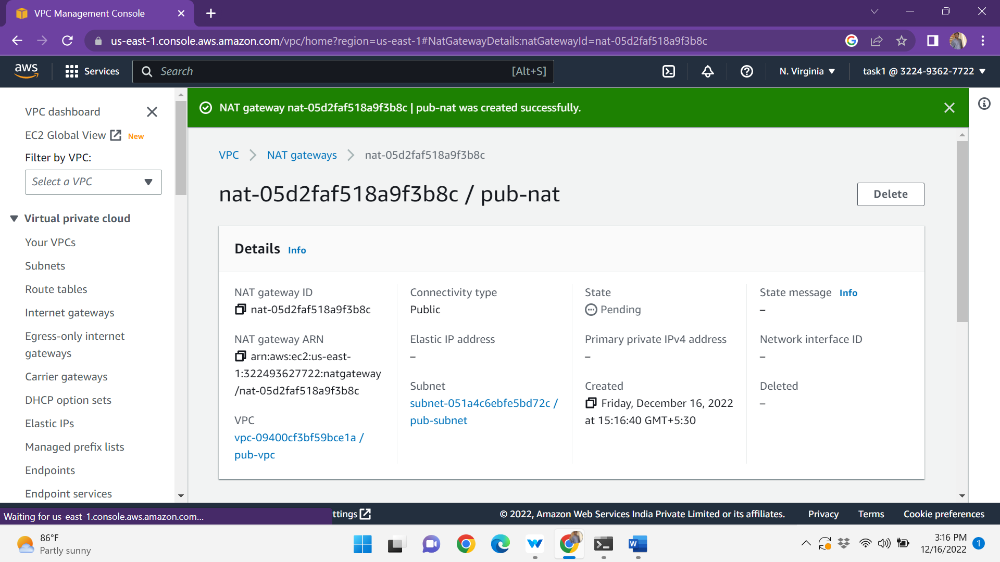 VPC Management Console
us-east-1.console.aws.amazon.com/vpc/home?region=us-east-1#NatGatewayDetails:natGatewayId=nat-05d2faf518a9f3b8c
aws
Services
Search
[Alt+S]
N. Virginia
task1 @ 3224-9362-7722
VPC dashboard
EC2 Global View New
Filter by VPC:
Select a VPC
Virtual private cloud
Your VPCs
Subnets
Route tables
Internet gateways
Egress-only internet
gateways
Carrier gateways
DHCP option sets
Elastic IPs
Managed prefix lists
Endpoints
Endpoint services
NAT gateway nat-05d2faf518a9f3b8c | pub-nat was created successfully.
VPC
NAT gateways
nat-05d2faf518a9f3b8c
nat-05d2faf518a9f3b8c / pub-nat
Delete
Details Info
NAT gateway ID
nat-05d2faf518a9f3b8c
NAT gateway ARN
arn:aws:ec2:us-east-
1:322493627722:natgateway
/nat-05d2faf518a9f3b8c
VPC
vpc-09400cf3bf59bce1a /
pub-vpc
Connectivity type
Public
Elastic IP address
–
Subnet
subnet-051a4c6ebfe5bd72c /
pub-subnet
State
Pending
Primary private IPv4 address
–
Created
Friday, December 16, 2022
at 15:16:40 GMT+5:30
State message Info
–
Network interface ID
–
Deleted
–
Waiting for us-east-1.console.aws.amazon.com...
ttings
© 2022, Amazon Web Services India Private Limited or its affiliates.
Privacy
Terms
Cookie preferences
86°F
Partly sunny
3:16 PM
12/16/2022
1